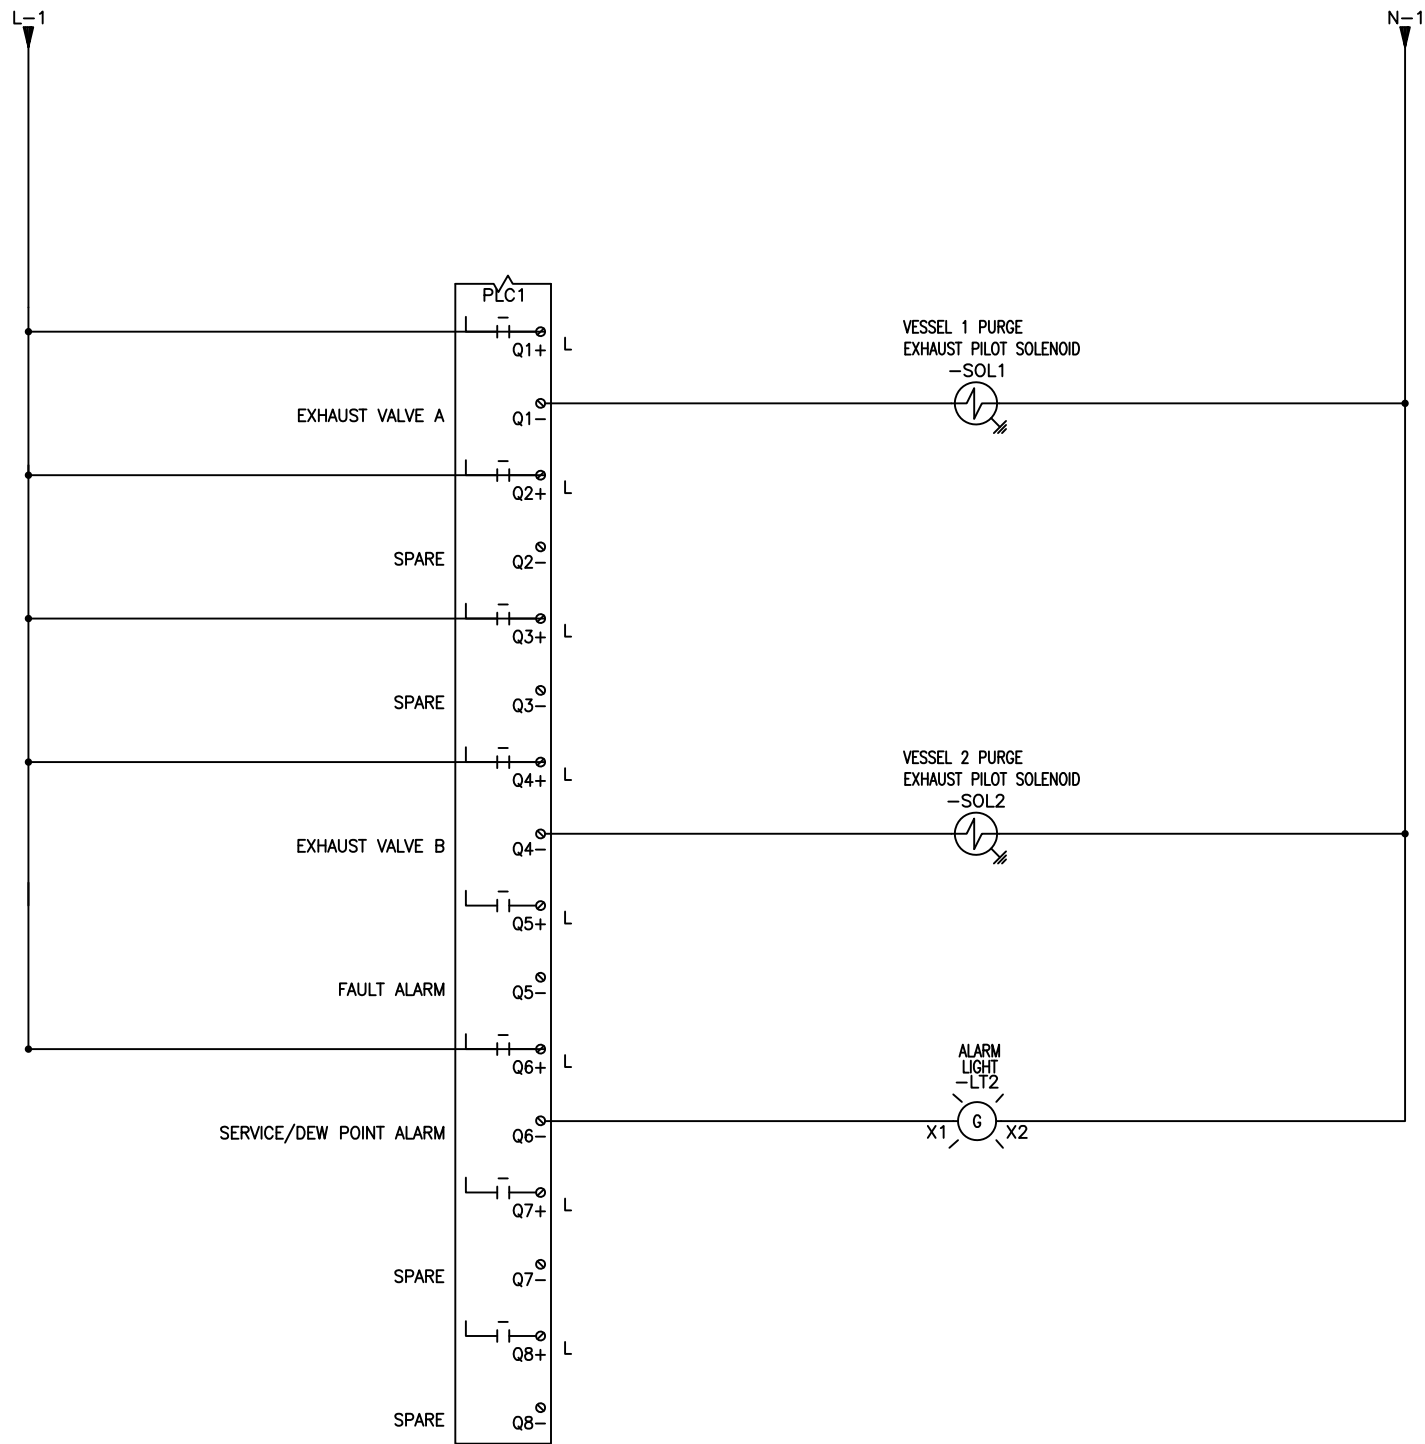 L-1
N-1
PLC1
Q1+
L
VESSEL 1 PURGE
EXHAUST PILOT SOLENOID
-SOL1
EXHAUST VALVE A
Q1-
Q2+
L
SPARE
Q2-
Q3+
L
SPARE
Q3-
Q4+
L
VESSEL 2 PURGE
EXHAUST PILOT SOLENOID
-SOL2
EXHAUST VALVE B
Q4-
Q5+
L
FAULT ALARM
Q5-
Q6+
L
ALARM
LIGHT
-LT2
SERVICE/DEW POINT ALARM
Q6-
X1
G
X2
Q7+
L
SPARE
Q7-
Q8+
L
SPARE
Q8-